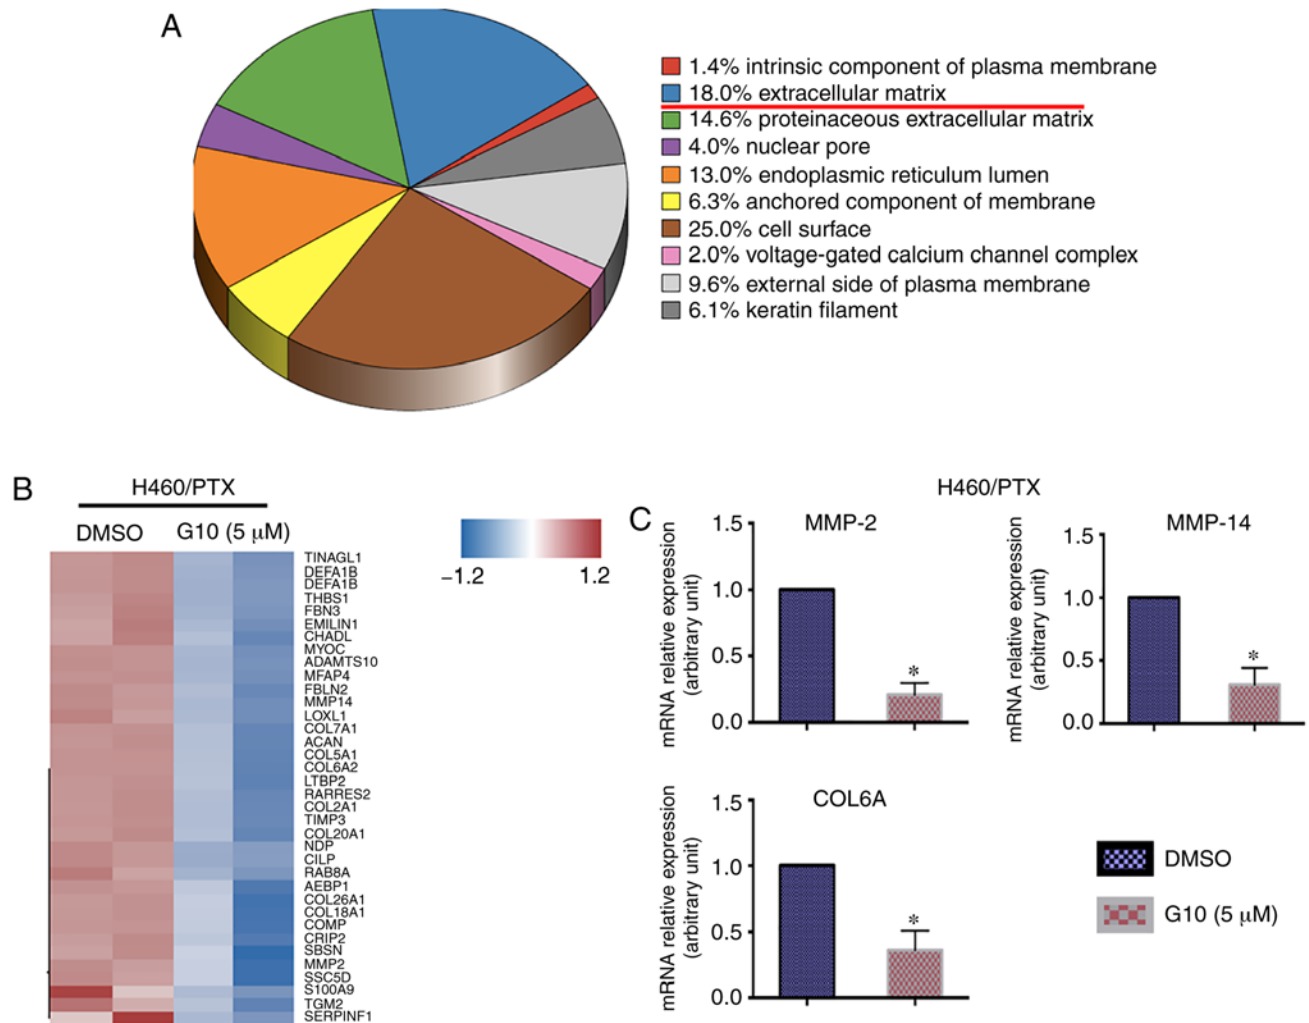 A
1.4% intrinsic component of plasma membrane
18.0% extracellular matrix
14.6% proteinaceous extracellular matrix
4.0% nuclear pore
13.0% endoplasmic reticulum lumen
6.3% anchored component of membrane
25.0% cell surface
2.0% voltage-gated calcium channel complex
9.6% external side of plasma membrane
6.1% keratin filament
B
H460/PTX
DMSO G10 (5 µM)
−1.2 1.2
TINAGL1
DEFA1B
DEFA1B
THBS1
FBN3
EMILIN1
CHADL
MYOC
ADAMTS10
MFAP4
FBLN2
MMP14
LOXL1
COL7A1
ACAN
COL5A1
COL6A2
LTBP2
RARRES2
COL2A1
TIMP3
COL20A1
NDP
CILP
RAB8A
AEBP1
COL26A1
COL18A1
COMP
CRIP2
SBSN
MMP2
SSC5D
S100A9
TGM2
SERPINF1
C
H460/PTX
MMP-2
mRNA relative expression
(arbitrary unit)
1.5
1.0
0.5
0.0
*
MMP-14
mRNA relative expression
(arbitrary unit)
1.5
1.0
0.5
0.0
*
COL6A
mRNA relative expression
(arbitrary unit)
1.5
1.0
0.5
0.0
*
DMSO
G10 (5 µM)